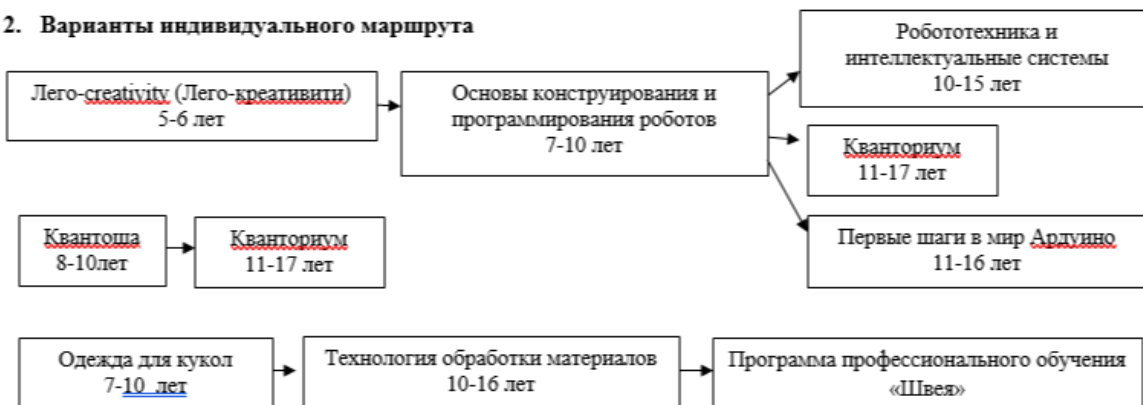 2. Варианты индивидуального маршрута
Робототехника и
интеллектуальные системы
10-15 лет
Лего-creativity (Лего-креативити)
5-6 лет
Основы конструирования и
программирования роботов
7-10 лет
Кванториум
11-17 лет
Квантоша
8-10лет
Кванториум
11-17 лет
Первые шаги в мир Ардуино
11-16 лет
Одежда для кукол
7-10 лет
Технология обработки материалов
10-16 лет
Программа профессионального обучения
«Швея»